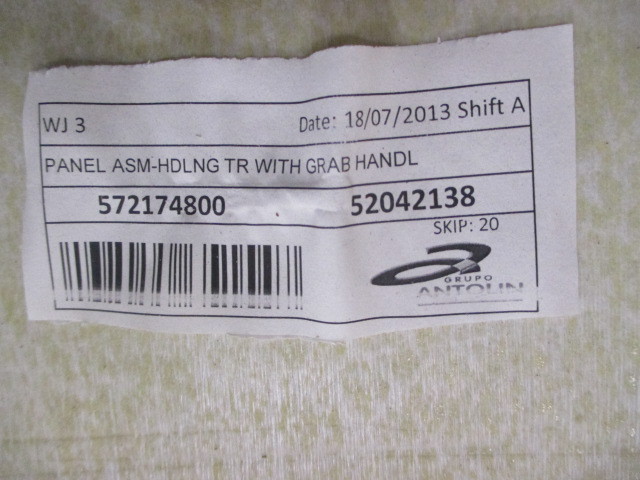 WJ 3 Date: 18/07/2013 Shift A
PANEL ASM-HDLNG TR WITH GRAB HANDL
572174800 52042138
SKIP: 20
GRUPO
ANTOLIN